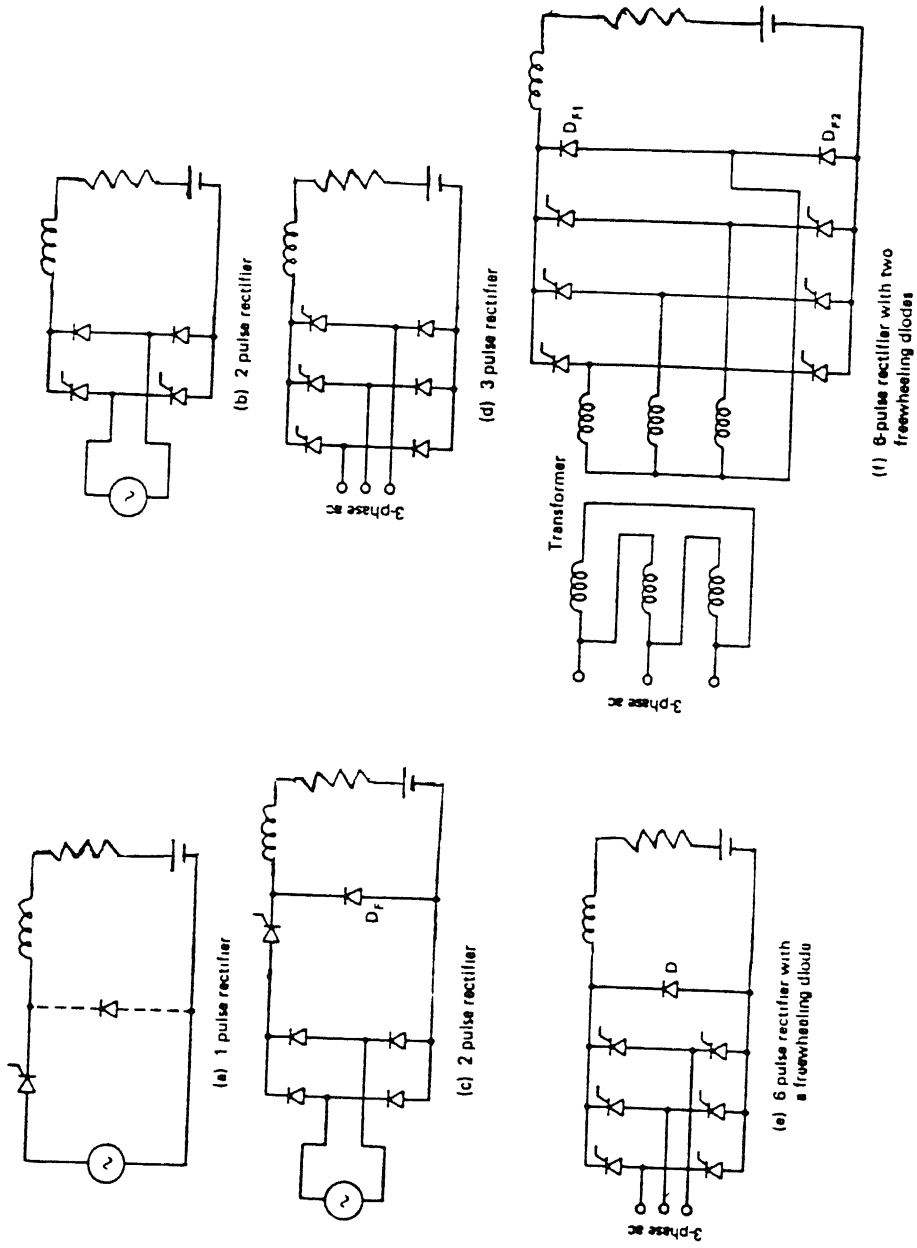 (a) 1 pulse rectifier
(b) 2 pulse rectifier
D_F
(c) 2 pulse rectifier
3-phase ac
(d) 3 pulse rectifier
3-phase ac
D
(e) 6 pulse rectifier with
a freewheeling diode
3-phase ac
Transformer
D_F1
D_F2
(f) 6-pulse rectifier with two
freewheeling diodes